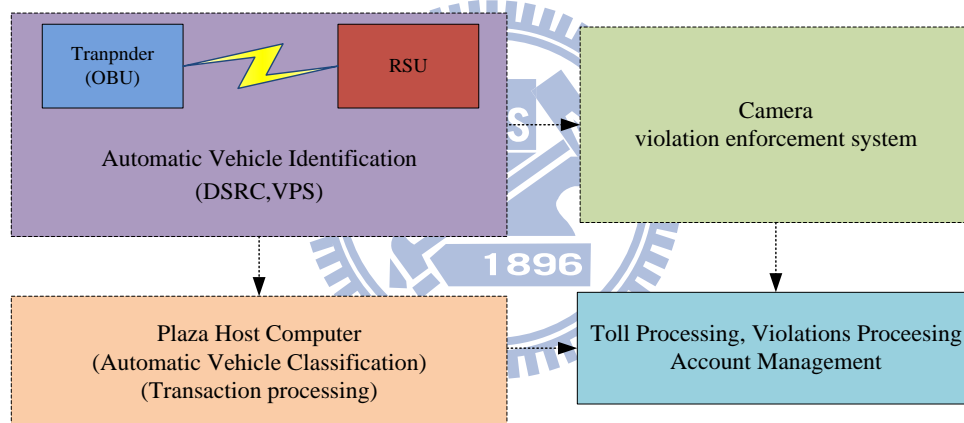 Tranpnder
(OBU)
RSU
Automatic Vehicle Identification
(DSRC,VPS)
Camera
violation enforcement system
1896
Plaza Host Computer
(Automatic Vehicle Classification)
(Transaction processing)
Toll Processing, Violations Proceesing
Account Management